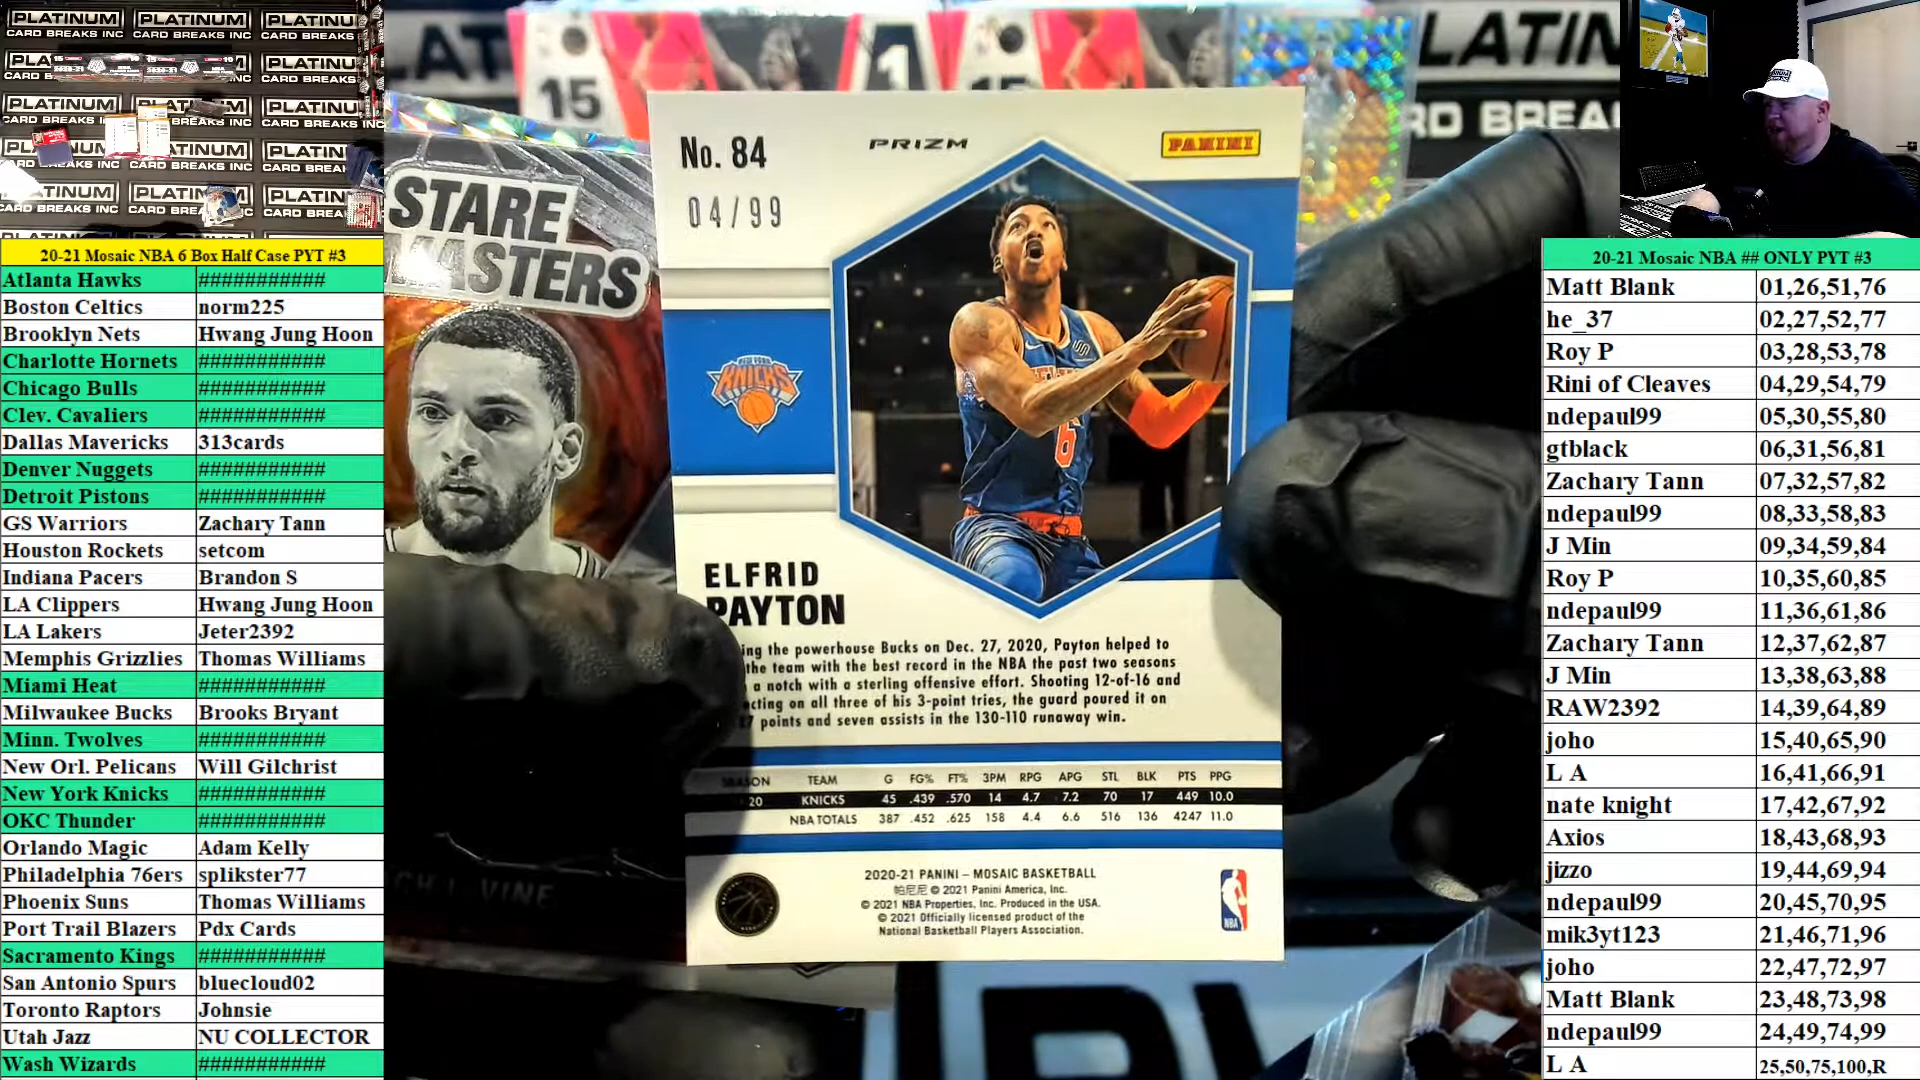 PLATINUM PLATINUM PLATINUM
CARD BREAKS INC CARD BREAKS INC CARD BREAKS INC
20-21 Mosaic NBA 6 Box Half Case PYT #3
Atlanta Hawks ###########
Boston Celtics norm225
Brooklyn Nets Hwang Jung Hoon
Charlotte Hornets ###########
Chicago Bulls ###########
Clev. Cavaliers ###########
Dallas Mavericks 313cards
Denver Nuggets ###########
Detroit Pistons ###########
GS Warriors Zachary Tann
Houston Rockets setcom
Indiana Pacers Brandon S
LA Clippers Hwang Jung Hoon
LA Lakers Jeter2392
Memphis Grizzlies Thomas Williams
Miami Heat ###########
Milwaukee Bucks Brooks Bryant
Minn. Twolves ###########
New Orl. Pelicans Will Gilchrist
New York Knicks ###########
OKC Thunder ###########
Orlando Magic Adam Kelly
Philadelphia 76ers splikster77
Phoenix Suns Thomas Williams
Port Trail Blazers Pdx Cards
Sacramento Kings ###########
San Antonio Spurs bluecloud02
Toronto Raptors Johnsie
Utah Jazz NU COLLECTOR
Wash Wizards ###########
15
STARE
MASTERS
No. 84
PRIZM
PANINI
04/99
NEW YORK
KNICKS
6
ELFRID
PAYTON
the powerhouse Bucks on Dec. 27, 2020, Payton helped to
the team with the best record in the NBA the past two seasons
a notch with a sterling offensive effort. Shooting 12-of-16 and
on all three of his 3-point tries, the guard poured it on
points and seven assists in the 130-110 runaway win.
TEAM G FG% FT% 3PM RPG APG STL BLK PTS PPG
20 KNICKS 45 .439 .570 14 4.7 7.2 70 17 449 10.0
NBA TOTALS 387 .452 .625 158 4.4 6.6 516 136 4247 11.0
2020-21 PANINI – MOSAIC BASKETBALL
帕尼尼 © 2021 Panini America, Inc.
© 2021 NBA Properties, Inc. Produced in the USA.
© 2021 Officially licensed product of the
National Basketball Players Association.
NBA
20-21 Mosaic NBA ## ONLY PYT #3
Matt Blank 01,26,51,76
he_37 02,27,52,77
Roy P 03,28,53,78
Rini of Cleaves 04,29,54,79
ndepaul99 05,30,55,80
gtblack 06,31,56,81
Zachary Tann 07,32,57,82
ndepaul99 08,33,58,83
J Min 09,34,59,84
Roy P 10,35,60,85
ndepaul99 11,36,61,86
Zachary Tann 12,37,62,87
J Min 13,38,63,88
RAW2392 14,39,64,89
joho 15,40,65,90
L A 16,41,66,91
nate knight 17,42,67,92
Axios 18,43,68,93
jizzo 19,44,69,94
ndepaul99 20,45,70,95
mik3yt123 21,46,71,96
joho 22,47,72,97
Matt Blank 23,48,73,98
ndepaul99 24,49,74,99
L A 25,50,75,100,R